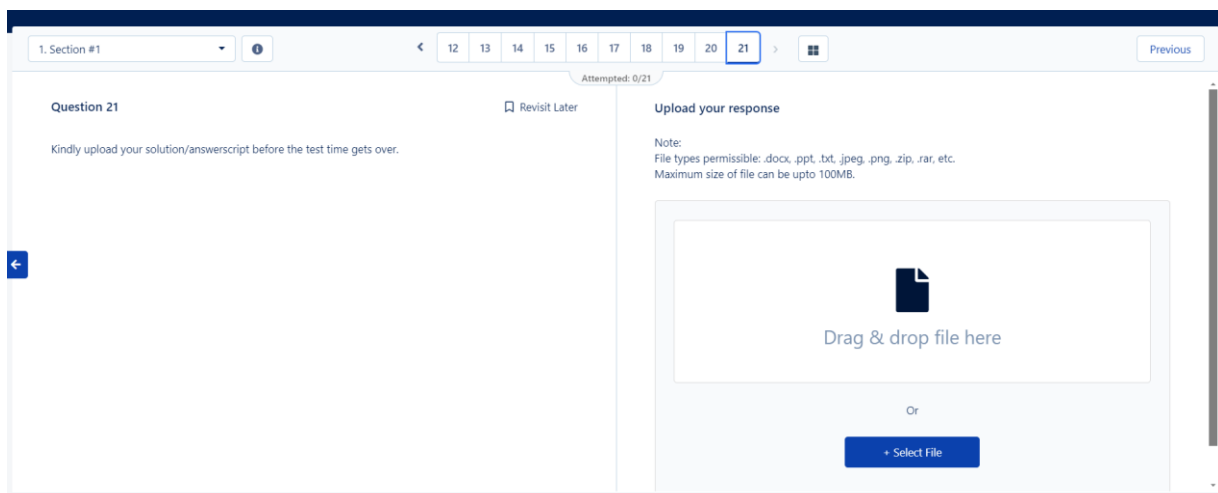 1. Section #1
12 13 14 15 16 17 18 19 20 21
Previous
Attempted: 0/21
Question 21
Revisit Later
Kindly upload your solution/answerscript before the test time gets over.
Upload your response
Note:
File types permissible: .docx, .ppt, .txt, .jpeg, .png, .zip, .rar, etc.
Maximum size of file can be upto 100MB.
Drag & drop file here
Or
+ Select File